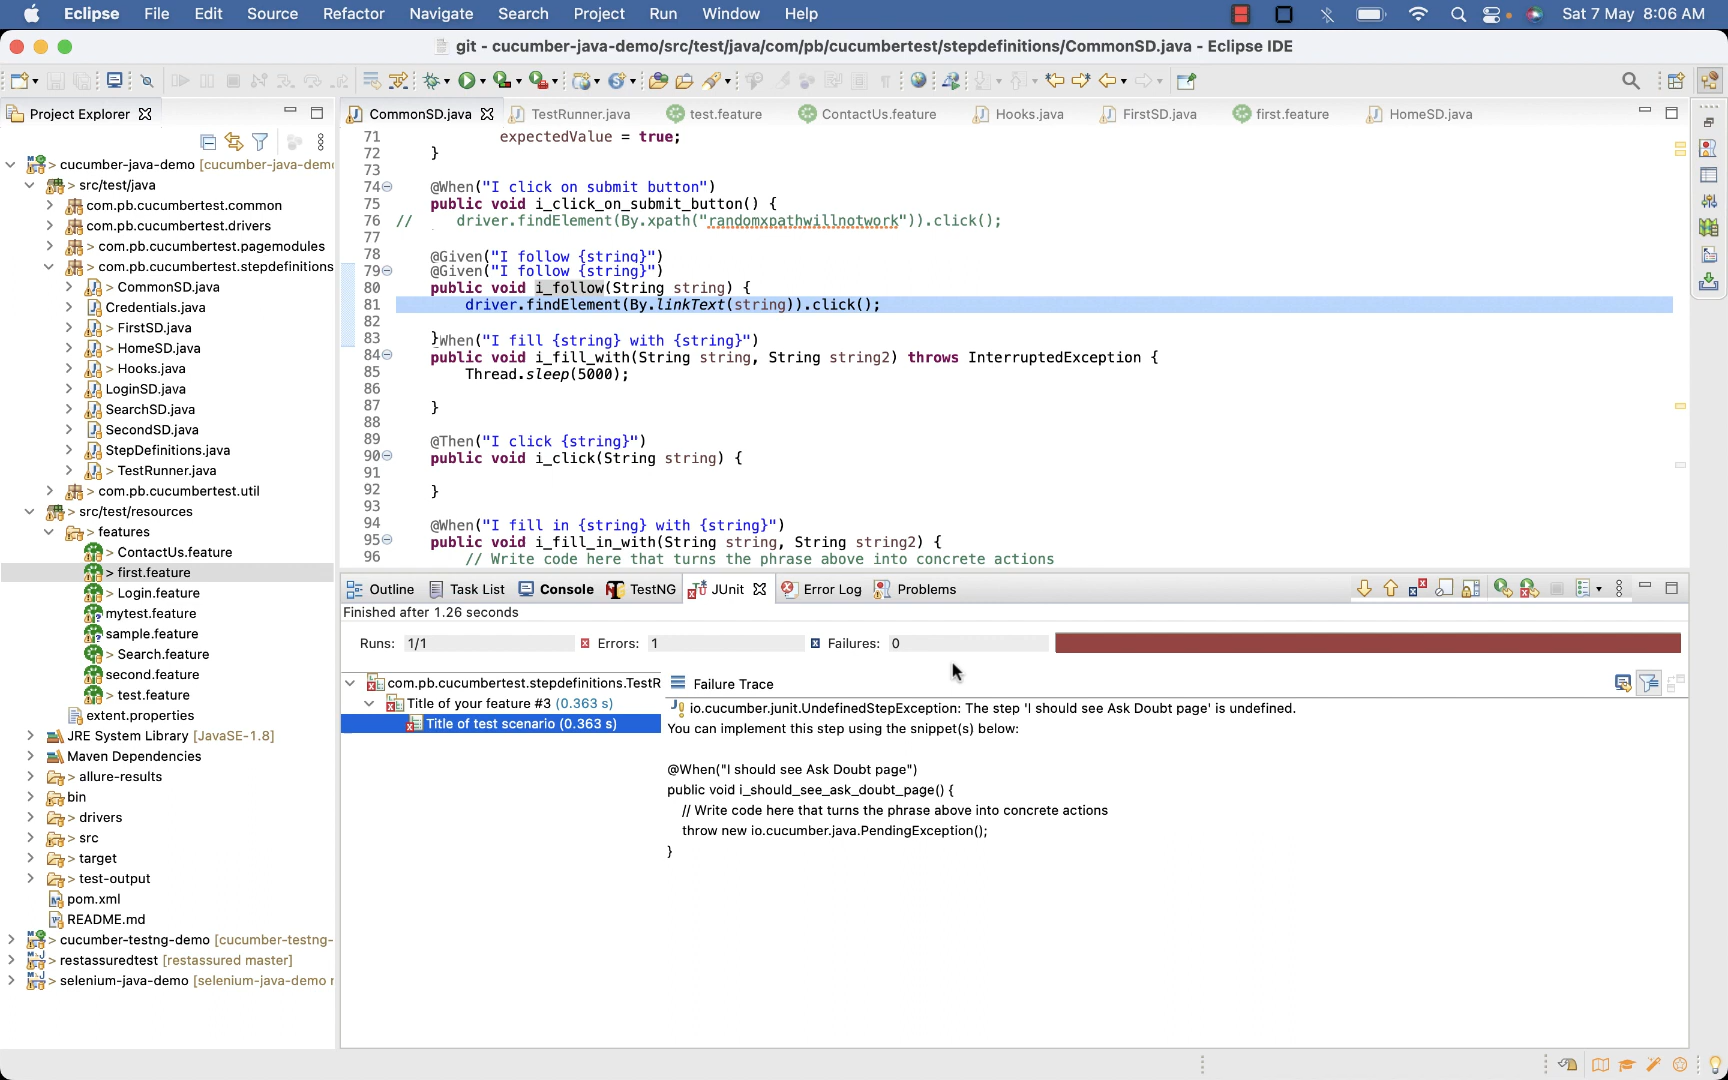 Eclipse File Edit Source Refactor Navigate Search Project Run Window Help Sat 7 May 8:06 AM
git - cucumber-java-demo/src/test/java/com/pb/cucumbertest/stepdefinitions/CommonSD.java - Eclipse IDE
Project Explorer
CommonSD.java TestRunner.java test.feature ContactUs.feature Hooks.java FirstSD.java first.feature HomeSD.java
> cucumber-java-demo [cucumber-java-demo
> src/test/java
com.pb.cucumbertest.common
com.pb.cucumbertest.drivers
> com.pb.cucumbertest.pagemodules
> com.pb.cucumbertest.stepdefinitions
> CommonSD.java
Credentials.java
> FirstSD.java
> HomeSD.java
> Hooks.java
LoginSD.java
SearchSD.java
SecondSD.java
StepDefinitions.java
> TestRunner.java
> com.pb.cucumbertest.util
> src/test/resources
> features
> ContactUs.feature
> first.feature
> Login.feature
mytest.feature
sample.feature
> Search.feature
second.feature
> test.feature
extent.properties
JRE System Library [JavaSE-1.8]
Maven Dependencies
> allure-results
bin
> drivers
> src
> target
> test-output
pom.xml
README.md
> cucumber-testng-demo [cucumber-testng-
> restassuredtest [restassured master]
> selenium-java-demo [selenium-java-demo r
71 expectedValue = true;
72 }
73
74 @When("I click on submit button")
75 public void i_click_on_submit_button() {
76 // driver.findElement(By.xpath("randomxpathwillnotwork")).click();
77
78 @Given("I follow {string}")
79 @Given("I follow {string}")
80 public void i_follow(String string) {
81 driver.findElement(By.linkText(string)).click();
82
83 }When("I fill {string} with {string}")
84 public void i_fill_with(String string, String string2) throws InterruptedException {
85 Thread.sleep(5000);
86
87 }
88
89 @Then("I click {string}")
90 public void i_click(String string) {
91
92 }
93
94 @When("I fill in {string} with {string}")
95 public void i_fill_in_with(String string, String string2) {
96 // Write code here that turns the phrase above into concrete actions
Outline Task List Console TestNG JUnit Error Log Problems
Finished after 1.26 seconds
Runs: 1/1 Errors: 1 Failures: 0
com.pb.cucumbertest.stepdefinitions.TestR
Title of your feature #3 (0.363 s)
Title of test scenario (0.363 s)
Failure Trace
io.cucumber.junit.UndefinedStepException: The step 'I should see Ask Doubt page' is undefined.
You can implement this step using the snippet(s) below:
@When("I should see Ask Doubt page")
public void i_should_see_ask_doubt_page() {
// Write code here that turns the phrase above into concrete actions
throw new io.cucumber.java.PendingException();
}